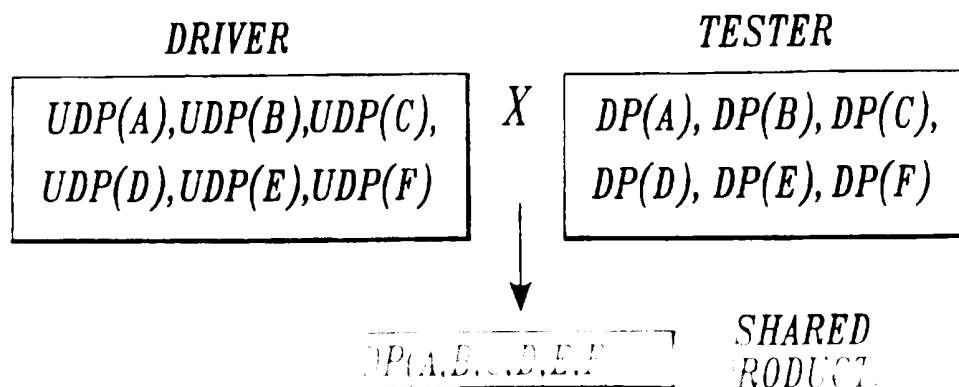 DRIVER
TESTER
UDP(A),UDP(B),UDP(C),
UDP(D),UDP(E),UDP(F)
X
DP(A), DP(B), DP(C),
DP(D), DP(E), DP(F)
SHARED